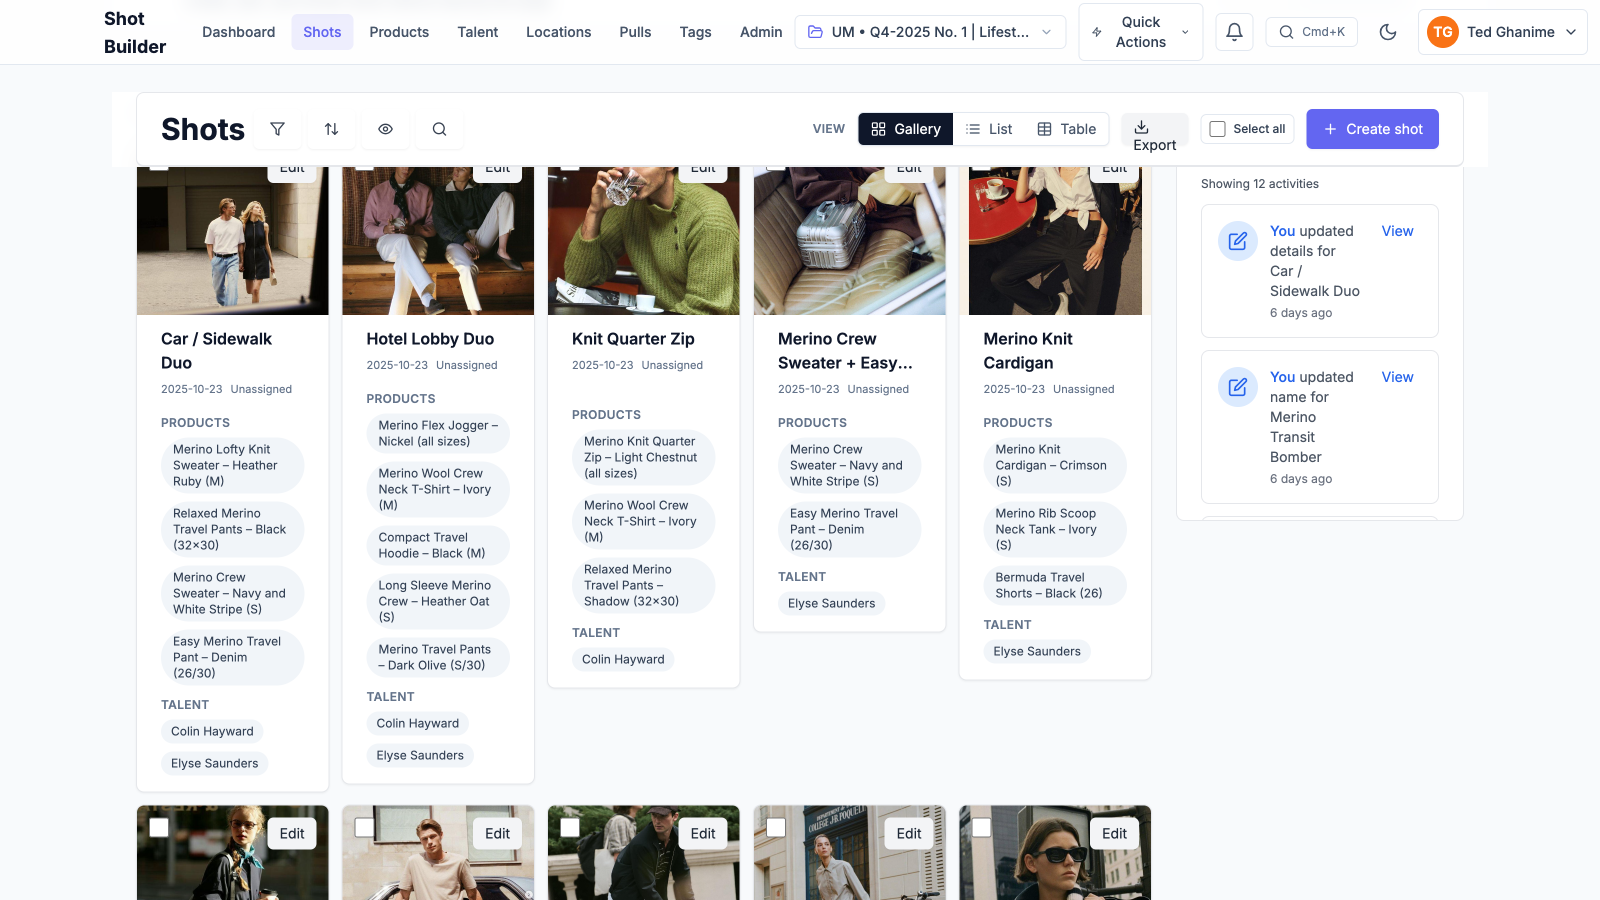 Shot Builder
Dashboard
Shots
Products
Talent
Locations
Pulls
Tags
Admin
UM • Q4-2025 No. 1 | Lifest...
Quick Actions
Cmd+K
TG
Ted Ghanime
Shots
VIEW
Gallery
List
Table
Export
Select all
Create shot
Edit
Edit
Edit
Edit
Edit
Car / Sidewalk
Duo
2025-10-23 Unassigned
PRODUCTS
Merino Lofty Knit
Sweater – Heather
Ruby (M)
Relaxed Merino
Travel Pants – Black
(32×30)
Merino Crew
Sweater – Navy and
White Stripe (S)
Easy Merino Travel
Pant – Denim
(26/30)
TALENT
Colin Hayward
Elyse Saunders
Hotel Lobby Duo
2025-10-23 Unassigned
PRODUCTS
Merino Flex Jogger –
Nickel (all sizes)
Merino Wool Crew
Neck T-Shirt – Ivory
(M)
Compact Travel
Hoodie – Black (M)
Long Sleeve Merino
Crew – Heather Oat
(S)
Merino Travel Pants
– Dark Olive (S/30)
TALENT
Colin Hayward
Elyse Saunders
Knit Quarter Zip
2025-10-23 Unassigned
PRODUCTS
Merino Knit Quarter
Zip – Light Chestnut
(all sizes)
Merino Wool Crew
Neck T-Shirt – Ivory
(M)
Relaxed Merino
Travel Pants –
Shadow (32×30)
TALENT
Colin Hayward
Merino Crew
Sweater + Easy...
2025-10-23 Unassigned
PRODUCTS
Merino Crew
Sweater – Navy and
White Stripe (S)
Easy Merino Travel
Pant – Denim
(26/30)
TALENT
Elyse Saunders
Merino Knit
Cardigan
2025-10-23 Unassigned
PRODUCTS
Merino Knit
Cardigan – Crimson
(S)
Merino Rib Scoop
Neck Tank – Ivory
(S)
Bermuda Travel
Shorts – Black (26)
TALENT
Elyse Saunders
Showing 12 activities
You updated
details for
Car /
Sidewalk Duo
6 days ago
View
You updated
name for
Merino
Transit
Bomber
6 days ago
View
Edit
Edit
Edit
Edit
Edit
COLLEGE J-B POQUELIN